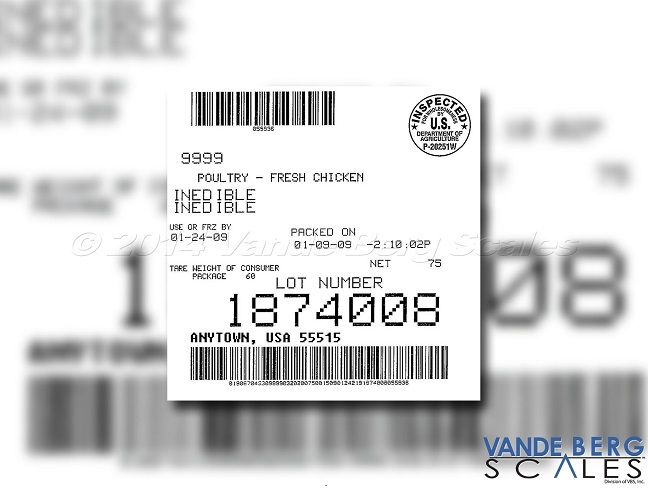 059936
INSPECTED
FOR WHOLESOMENESS
BY
U.S.
DEPARTMENT OF
AGRICULTURE
P-20251W
9999
POULTRY - FRESH CHICKEN
INEDIBLE
INEDIBLE
USE OR FRZ BY
01-24-09
PACKED ON
01-09-09 -2:10:02P
© 2014 Vande Berg Scales
TARE WEIGHT OF CONSUMER
PACKAGE 60
NET 75
LOT NUMBER
1874008
ANYTOWN, USA 55515
VANDE BERG
SCALES
Division of VBS, Inc.